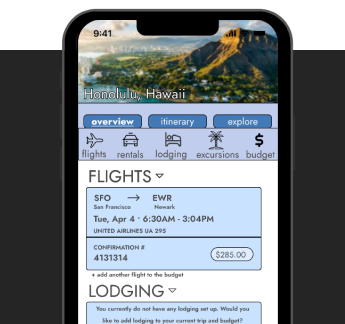 9:41
Honolulu, Hawaii
overview itinerary explore
$
flights rentals lodging excursions budget
FLIGHTS
SFO → EWR
San Francisco Newark
Tue, Apr 4 • 6:30AM - 3:04PM
UNITED AIRLINES UA 295
CONFIRMATION #
4131314
$285.00
+ add another flight to the budget
LODGING
You currently do not have any lodging set up. Would you
like to add lodging to your current trip and budget?